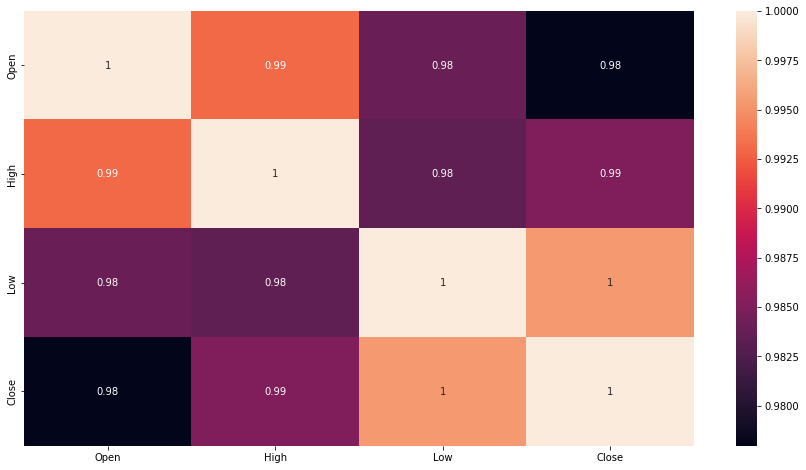 Open 1 0.99 0.98 0.98
High 0.99 1 0.98 0.99
Low 0.98 0.98 1 1
Close 0.98 0.99 1 1
Open High Low Close
1.0000
0.9975
0.9950
0.9925
0.9900
0.9875
0.9850
0.9825
0.9800